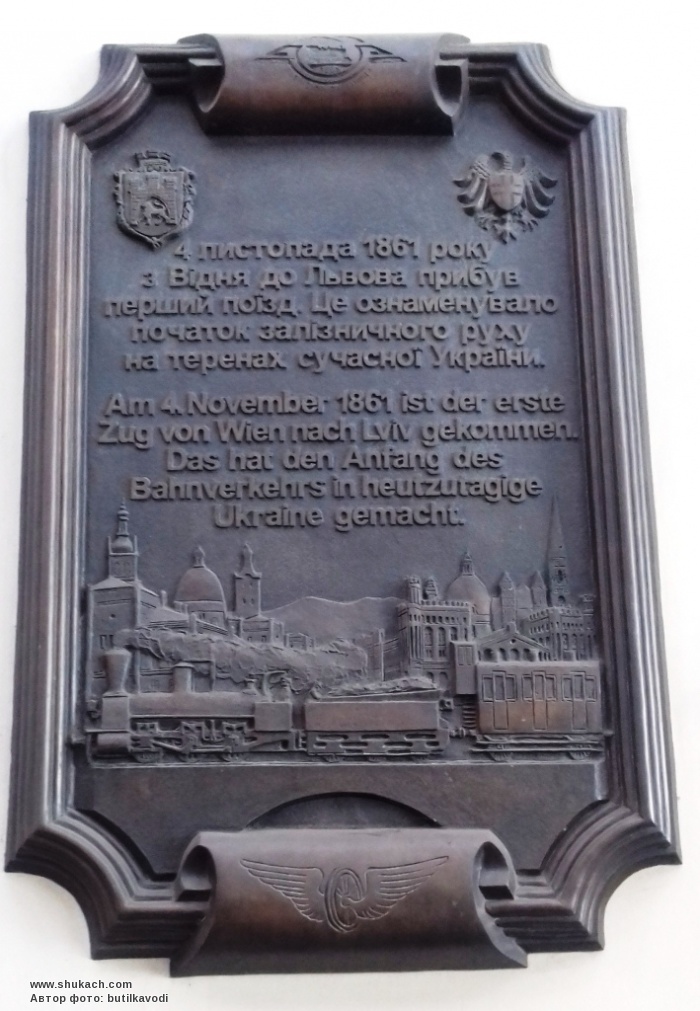 4 листопада 1861 року
з Відня до Львова прибув
перший поїзд. Це ознаменувало
початок залізничного руху
на теренах сучасної України.
Am 4. November 1861 ist der erste
Zug von Wien nach Lviv gekommen.
Das hat den Anfang des
Bahnverkehrs in heutzutagige
Ukraine gemacht.
www.shukach.com
Автор фото: butilkavodi